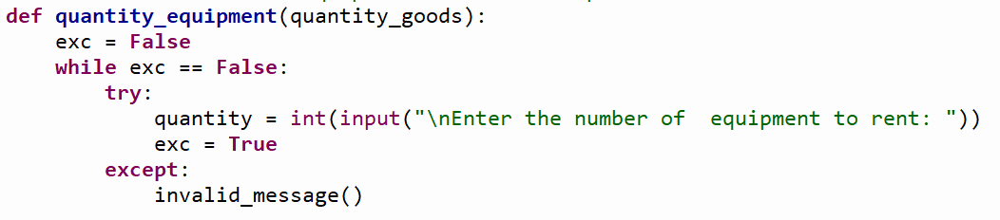 def quantity_equipment(quantity_goods):
    exc = False
    while exc == False:
        try:
            quantity = int(input("\nEnter the number of  equipment to rent: "))
            exc = True
        except:
            invalid_message()